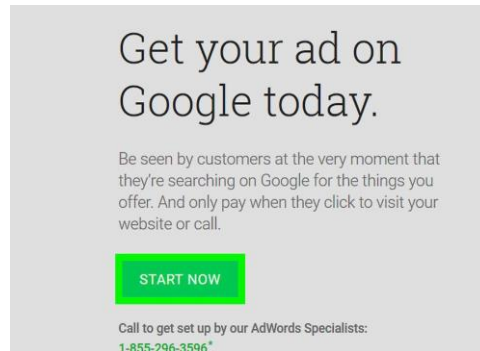 Get your ad on
Google today.
Be seen by customers at the very moment that
they're searching on Google for the things you
offer. And only pay when they click to visit your
website or call.
START NOW
Call to get set up by our AdWords Specialists:
1-855-296-3596*